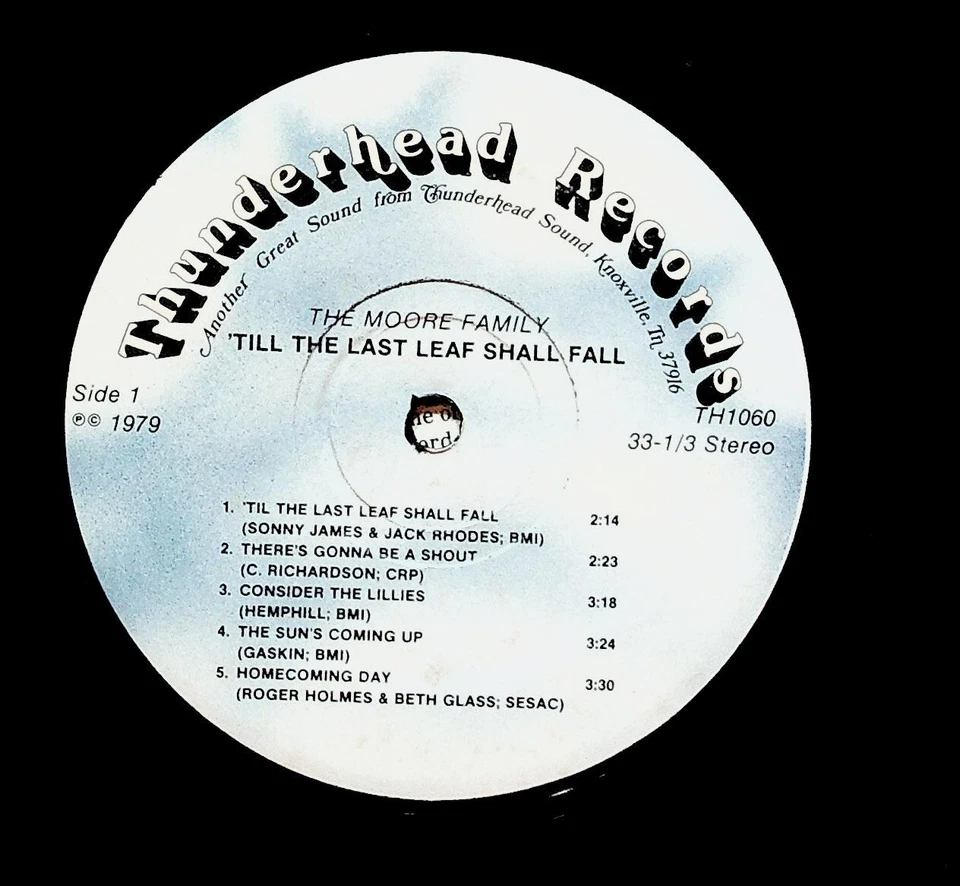 Thunderhead Records
Another Great Sound from Thunderhead Sound, Knoxville, Tn, 37916
THE MOORE FAMILY
'TILL THE LAST LEAF SHALL FALL
Side 1
℗© 1979
TH1060
33-1/3 Stereo
1. 'TIL THE LAST LEAF SHALL FALL 2:14
(SONNY JAMES & JACK RHODES; BMI)
2. THERE'S GONNA BE A SHOUT 2:23
(C. RICHARDSON; CRP)
3. CONSIDER THE LILLIES 3:18
(HEMPHILL; BMI)
4. THE SUN'S COMING UP 3:24
(GASKIN; BMI)
5. HOMECOMING DAY 3:30
(ROGER HOLMES & BETH GLASS; SESAC)